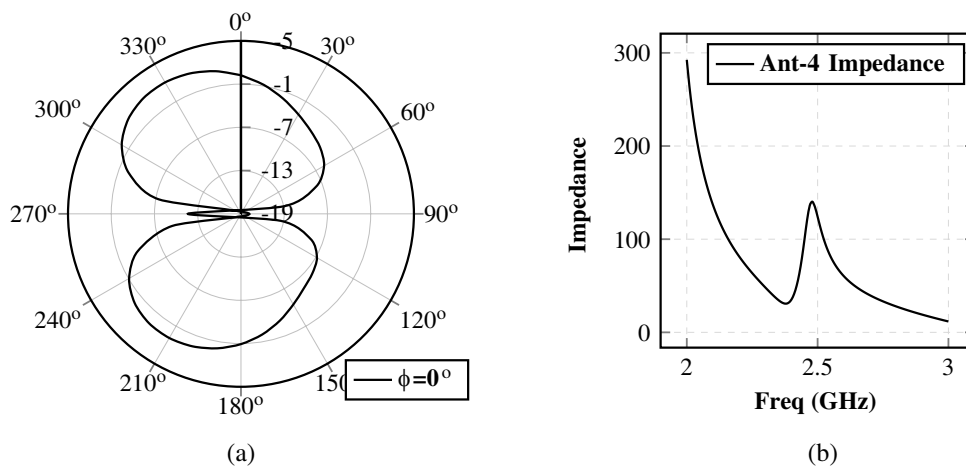 0º
330º
30º
300º
60º
270º
90º
240º
120º
210º
150
180º
-5
-1
-7
-13
-19
ϕ=0º
(a)
Ant-4 Impedance
Impedance
300
200
100
0
2
2.5
3
Freq (GHz)
(b)